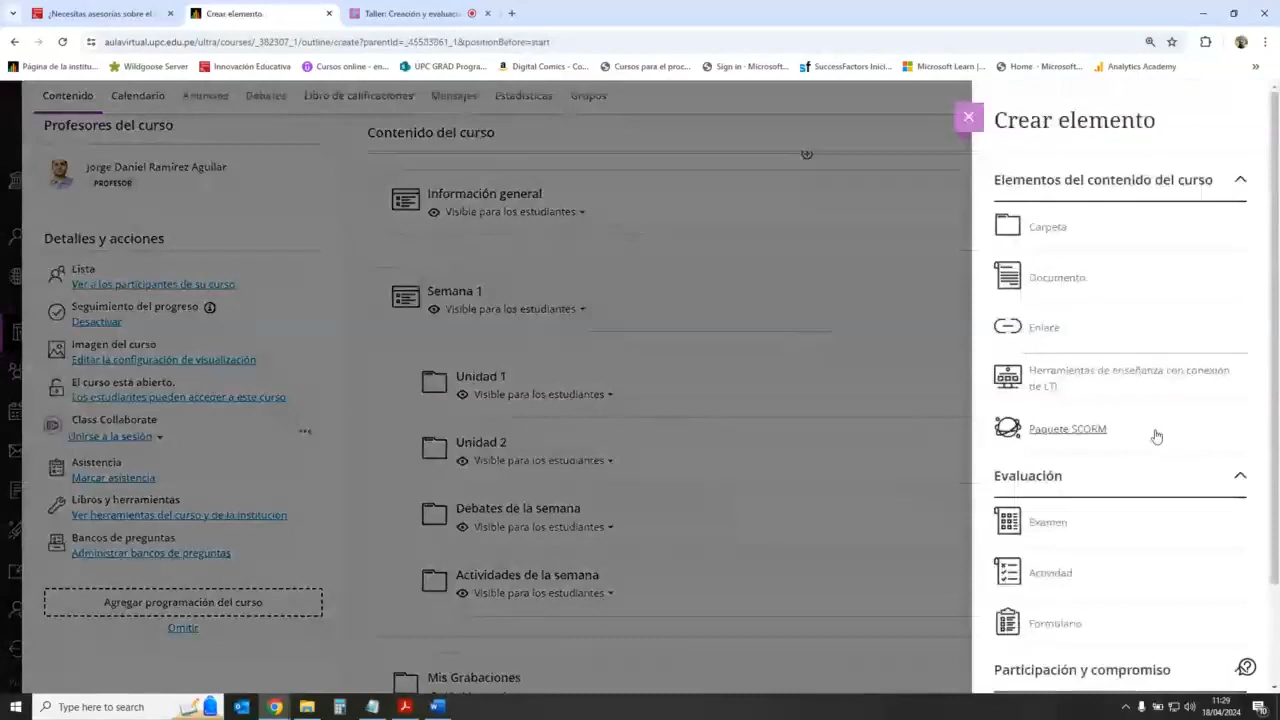 ¿Necesitas asesorías sobre el
Crear elemento
Taller: Creación y evaluació
aulavirtual.upc.edu.pe/ultra/courses/_382307_1/outline/create?parentId=_45583861_1&positionBefore=start
Página de la institu...
Wildgoose Server
Innovación Educativa
Cursos online - en...
UPC GRAD Progra...
Digital Comics - Co...
Cursos para el proc...
Sign in - Microsoft...
SuccessFactors Inici...
Microsoft Learn |...
Home - Microsoft...
Analytics Academy
Contenido
Calendario
Anuncios
Debates
Libro de calificaciones
Mensajes
Estadísticas
Grupos
Profesores del curso
Jorge Daniel Ramirez Aguilar
PROFESOR
Detalles y acciones
Lista
Ver a los participantes de su curso
Seguimiento del progreso
Desactivar
Imagen del curso
Editar la configuración de visualización
El curso está abierto.
Los estudiantes pueden acceder a este curso
Class Collaborate
Unirse a la sesión
Asistencia
Marcar asistencia
Libros y herramientas
Ver herramientas del curso y de la institución
Bancos de preguntas
Administrar bancos de preguntas
Agregar programación del curso
Omitir
Contenido del curso
Información general
Visible para los estudiantes
Semana 1
Visible para los estudiantes
Unidad 1
Visible para los estudiantes
Unidad 2
Visible para los estudiantes
Debates de la semana
Visible para los estudiantes
Actividades de la semana
Visible para los estudiantes
Mis Grabaciones
Crear elemento
Elementos del contenido del curso
Carpeta
Documento
Enlace
Herramientas de enseñanza con conexión
de LTI
Paquete SCORM
Evaluación
Examen
Actividad
Formulario
Participación y compromiso
Type here to search
11:29
18/04/2024